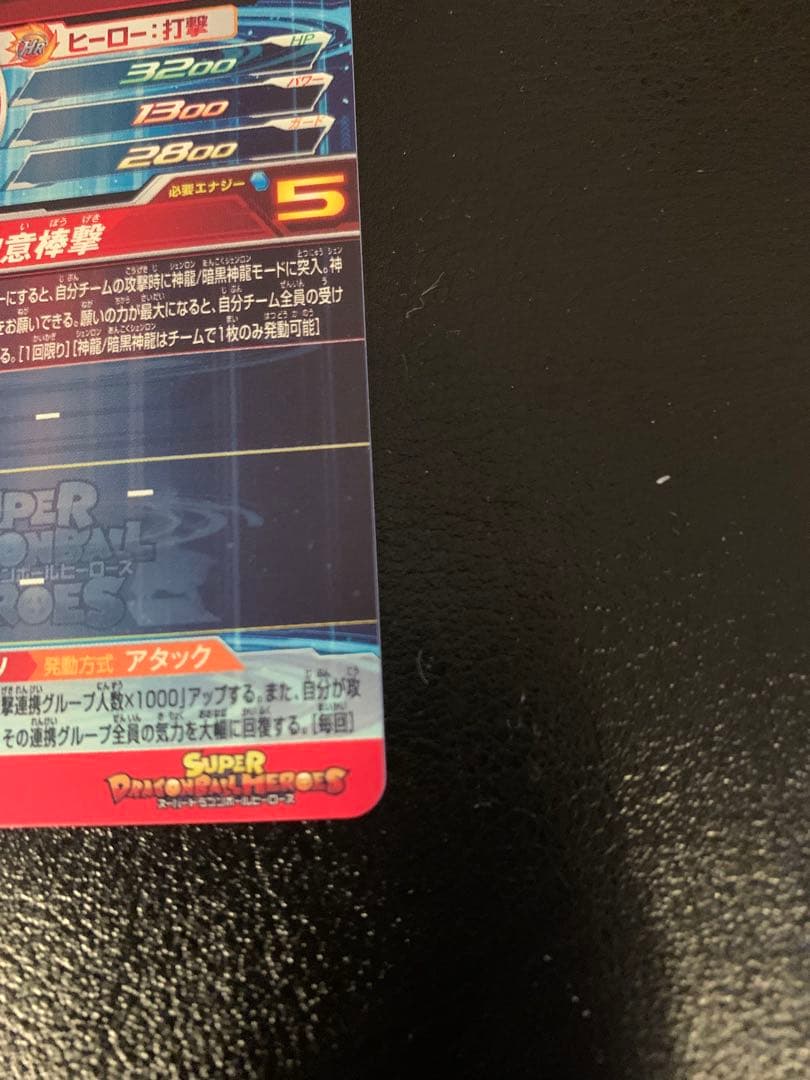 HR ヒーロー:打撃
HP
3200
パワー
1300
ガード
2800
必要エナジー 5
意棒撃
ーにすると、自分チームの攻撃時に神龍/暗黒神龍モードに突入。神
をお願いできる。願いの力が最大になると、自分チーム全員の受け
る。[1回限り][神龍/暗黒神龍はチームで1枚のみ発動可能]
SUPER
DRAGONBALL
ンボールヒーローズ
HEROES
発動方式 アタック
撃連携グループ人数×1000」アップする。また、自分が攻
その連携グループ全員の気力を大幅に回復する。[毎回]
SUPER
DRAGONBALL HEROES
スーパードラゴンボールヒーローズ